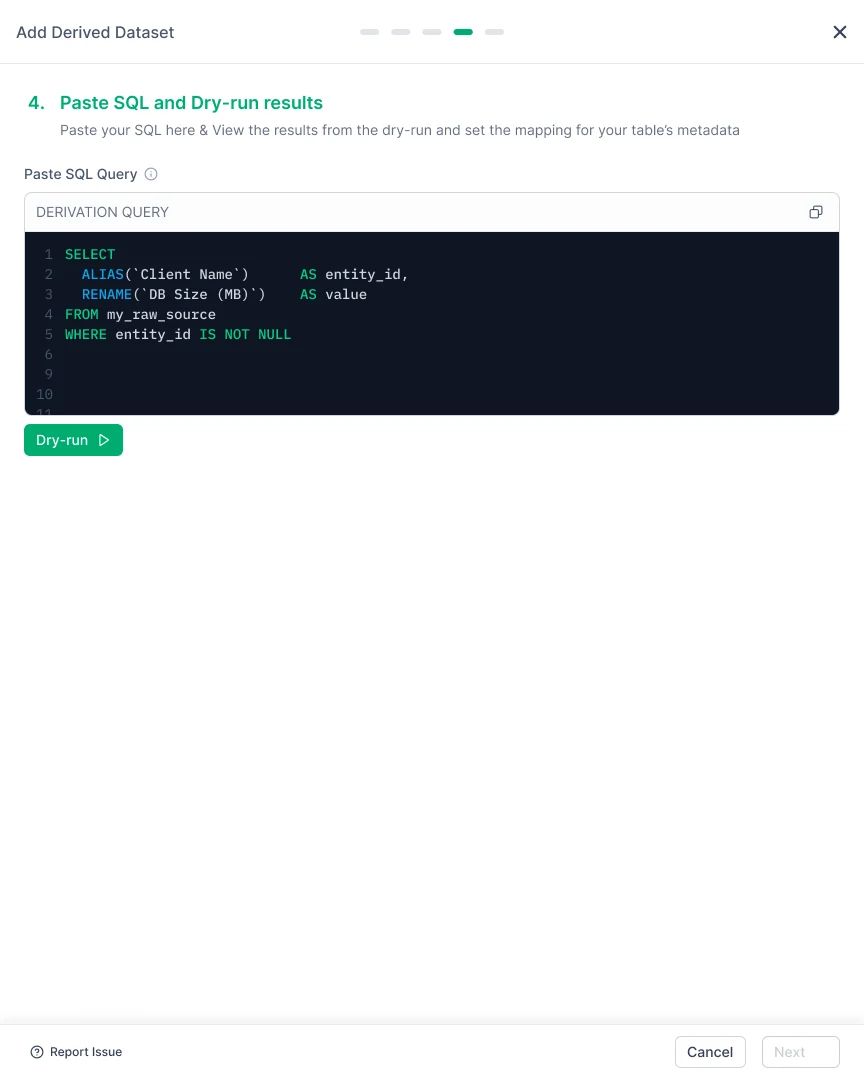 Add Derived Dataset
4. Paste SQL and Dry-run results
Paste your SQL here & View the results from the dry-run and set the mapping for your table’s metadata
Paste SQL Query
DERIVATION QUERY
1 SELECT
2 ALIAS(`Client Name`) AS entity_id,
3 RENAME(`DB Size (MB)`) AS value
4 FROM my_raw_source
5 WHERE entity_id IS NOT NULL
6
9
10
11
Dry-run
Report Issue
Cancel
Next